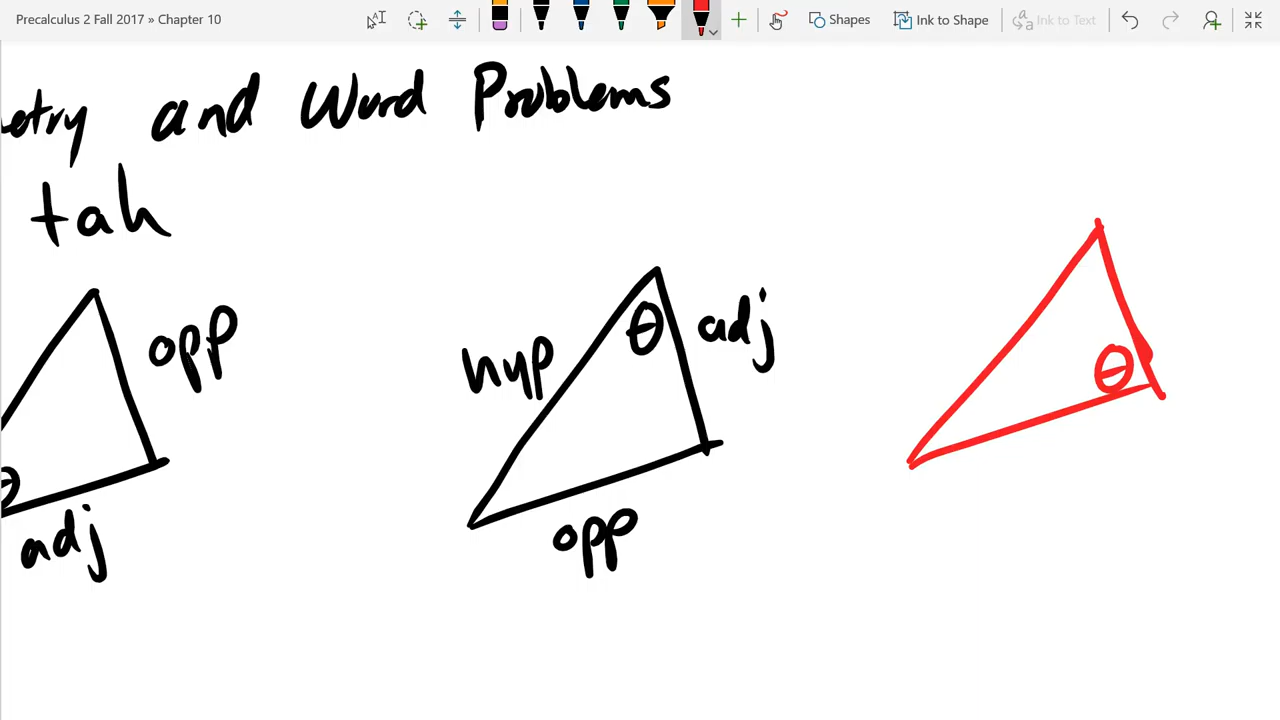 Precalculus 2 Fall 2017 » Chapter 10
Shapes
Ink to Shape
Ink to Text
etry and Word Problems
tah
opp
θ
adj
hyp
θ
adj
opp
θ